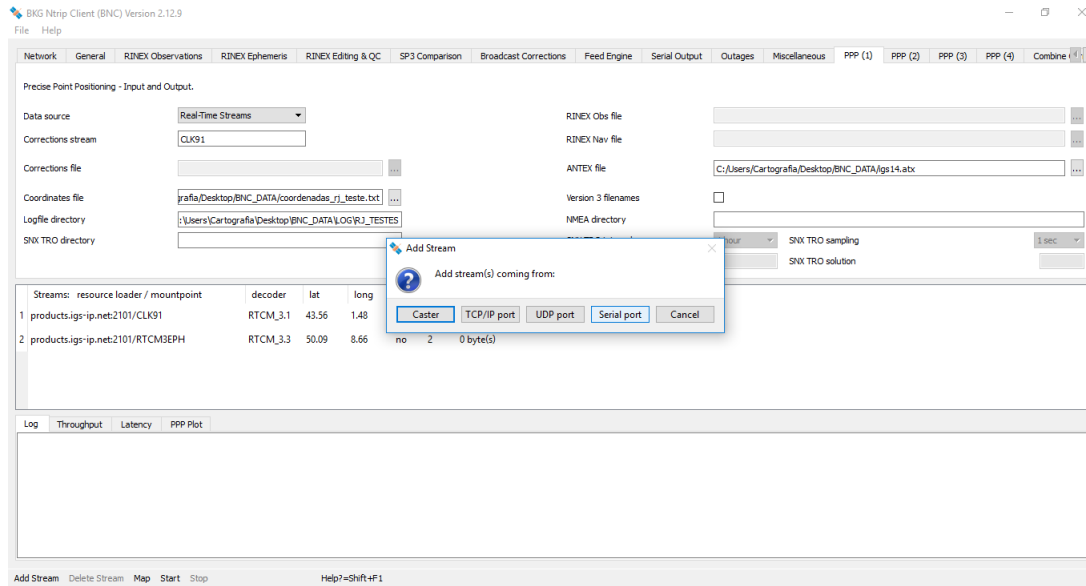 BKG Ntrip Client (BNC) Version 2.12.9
File Help
Network General RINEX Observations RINEX Ephemeris RINEX Editing & QC SP3 Comparison Broadcast Corrections Feed Engine Serial Output Outages Miscellaneous PPP (1) PPP (2) PPP (3) PPP (4) Combine
Precise Point Positioning - Input and Output.
Data source Real-Time Streams RINEX Obs file ...
Corrections stream CLK91 RINEX Nav file ...
Corrections file ... ANTEX file C:/Users/Cartografia/Desktop/BNC_DATA/igs14.atx ...
Coordinates file grafia/Desktop/BNC_DATA/coordenadas_rj_teste.txt ... Version 3 filenames
Logfile directory :\Users\Cartografia\Desktop\BNC_DATA\LOG\RJ_TESTES NMEA directory
SNX TRO directory hour SNX TRO sampling 1 sec
SNX TRO solution
Add Stream
Add stream(s) coming from:
Caster TCP/IP port UDP port Serial port Cancel
Streams: resource loader / mountpoint decoder lat long
1 products.igs-ip.net:2101/CLK91 RTCM_3.1 43.56 1.48
2 products.igs-ip.net:2101/RTCM3EPH RTCM_3.3 50.09 8.66 no 2 0 byte(s)
Log Throughput Latency PPP Plot
Add Stream Delete Stream Map Start Stop Help?=Shift+F1